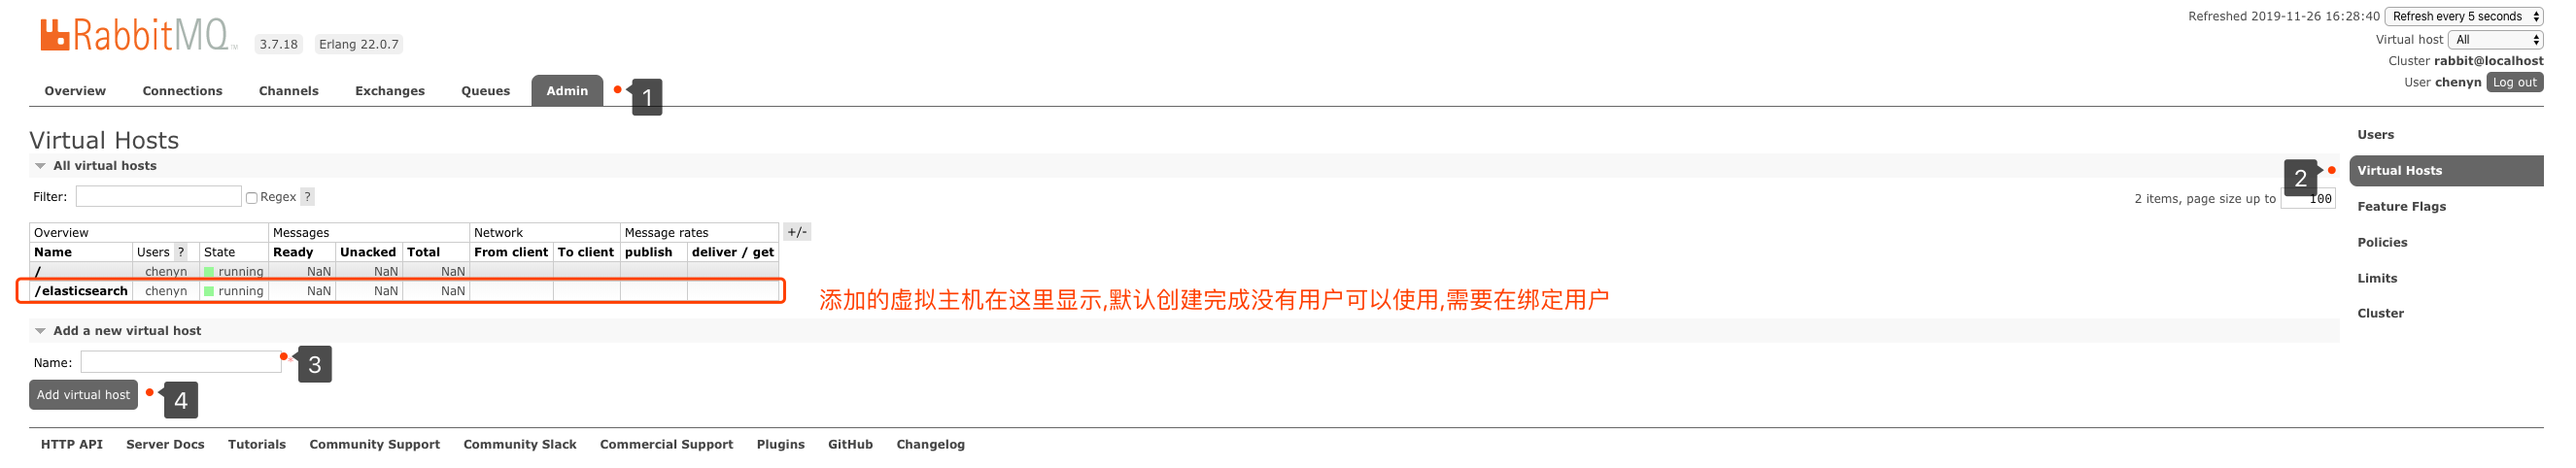 RabbitMQ TM 3.7.18 Erlang 22.0.7
Refreshed 2019-11-26 16:28:40 Refresh every 5 seconds
Virtual host All
Cluster rabbit@localhost
User chenyn Log out
Overview Connections Channels Exchanges Queues Admin 1
Virtual Hosts
All virtual hosts
Filter: Regex ?
2 items, page size up to 100
Overview Messages Network Message rates +/-
Name Users ? State Ready Unacked Total From client To client publish deliver / get
/ chenyn running NaN NaN NaN
/elasticsearch chenyn running NaN NaN NaN
添加的虚拟主机在这里显示,默认创建完成没有用户可以使用,需要在绑定用户
Add a new virtual host
Name: * 3
Add virtual host 4
Users
2 Virtual Hosts
Feature Flags
Policies
Limits
Cluster
HTTP API Server Docs Tutorials Community Support Community Slack Commercial Support Plugins GitHub Changelog